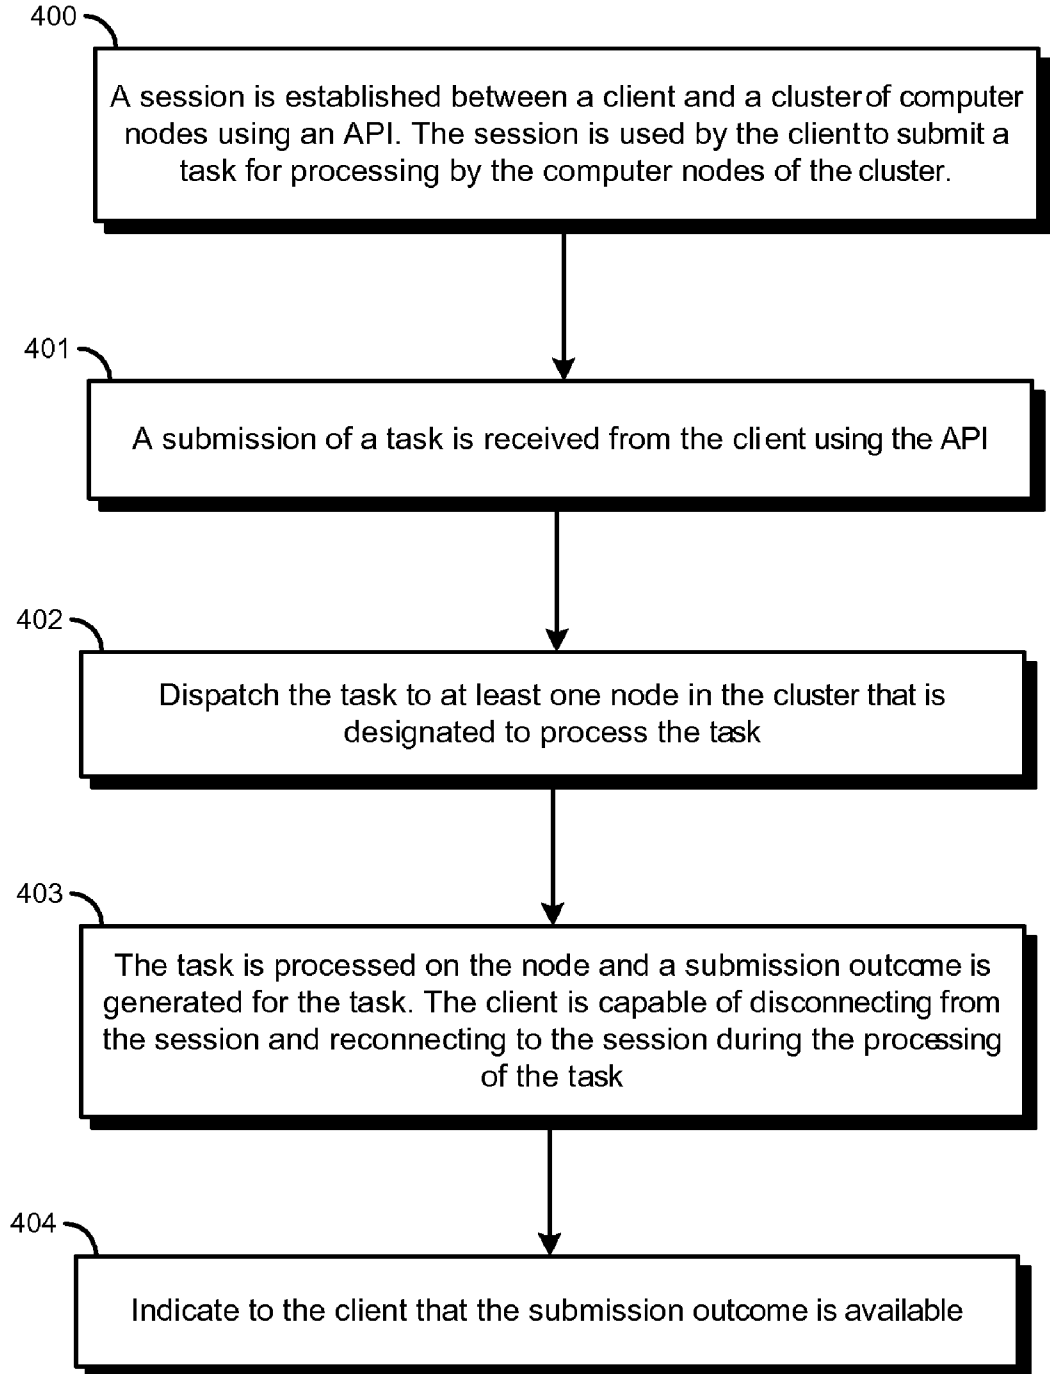 400
A session is established between a client and a cluster of computer
nodes using an API. The session is used by the client to submit a
task for processing by the computer nodes of the cluster.
401
A submission of a task is received from the client using the API
402
Dispatch the task to at least one node in the cluster that is
designated to process the task
403
The task is processed on the node and a submission outcome is
generated for the task. The client is capable of disconnecting from
the session and reconnecting to the session during the processing
of the task
404
Indicate to the client that the submission outcome is available